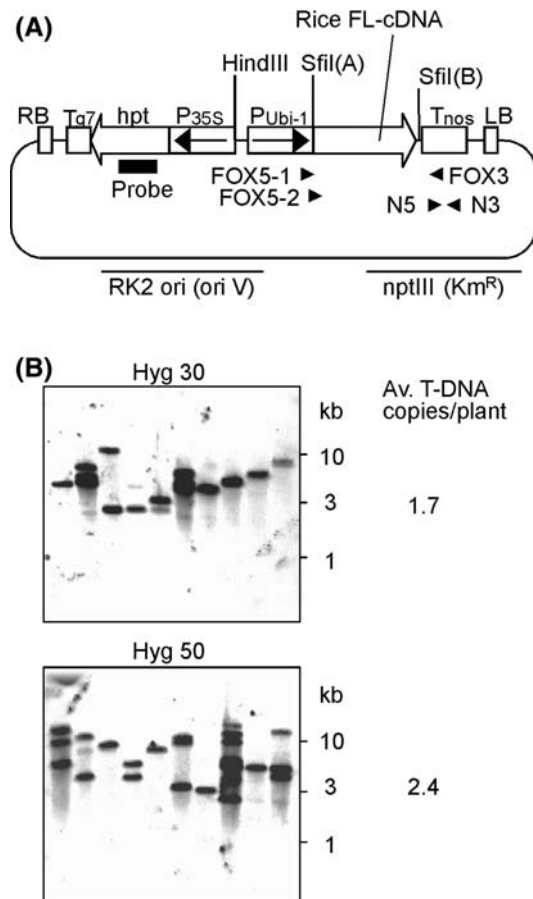 (A)
Rice FL-cDNA
HindIII SfiI(A)
SfiI(B)
RB Tg7 hpt P35S PUbi-1 Tnos LB
Probe
FOX5-1
FOX5-2
FOX3
N5 N3
RK2 ori (ori V)
nptIII (KmR)
(B)
Hyg 30
kb
Av. T-DNA
copies/plant
10
3
1.7
1
Hyg 50
kb
10
3
2.4
1